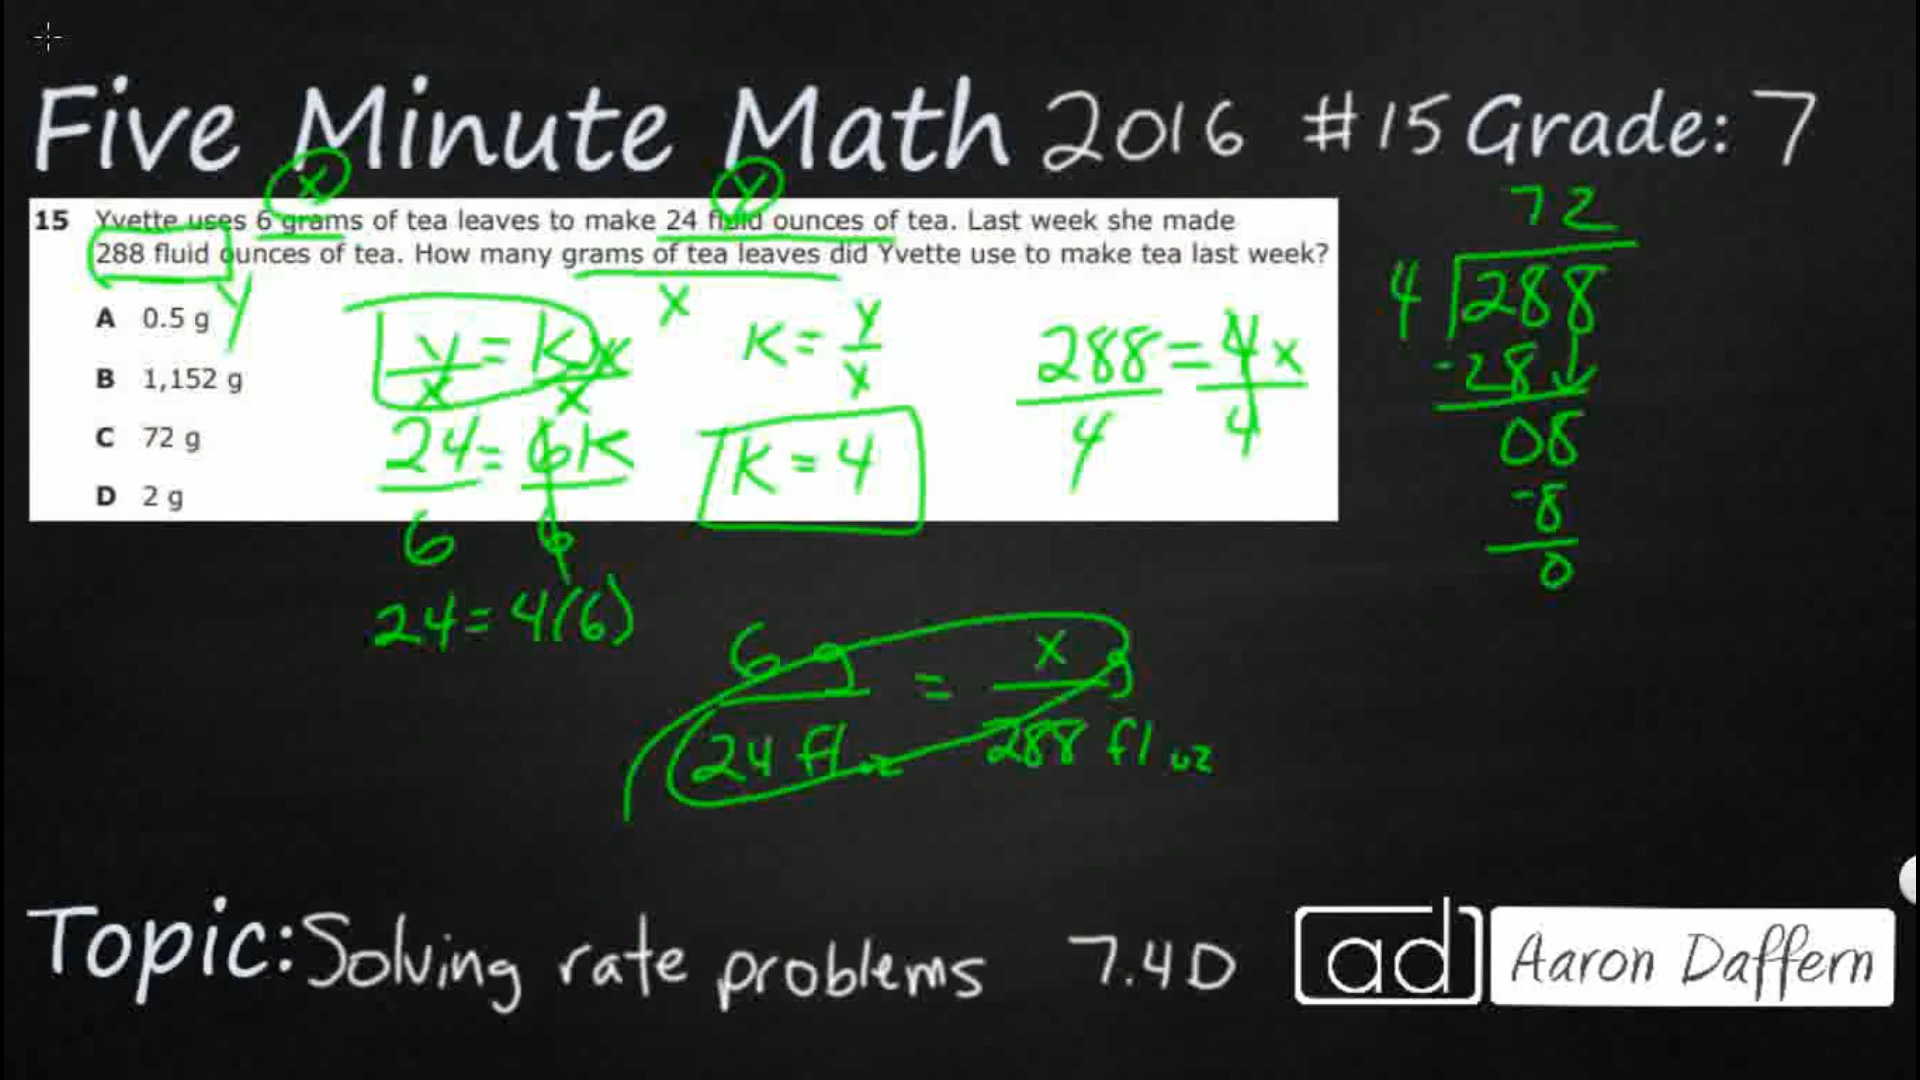 Five Minute Math 2016 #15 Grade: 7
x
y
15 Yvette uses 6 grams of tea leaves to make 24 fluid ounces of tea. Last week she made
288 fluid ounces of tea. How many grams of tea leaves did Yvette use to make tea last week?
y
x
A 0.5 g
B 1,152 g
C 72 g
D 2 g
y = Kx
x x
24 = 6K
6 6
24 = 4(6)
K = y
x
K = 4
288 = 4x
4 4
72
4 288
-28
08
-8
0
6 g = x g
24 fl oz 288 fl oz
Topic: Solving rate problems 7.4D
ad Aaron Daffern